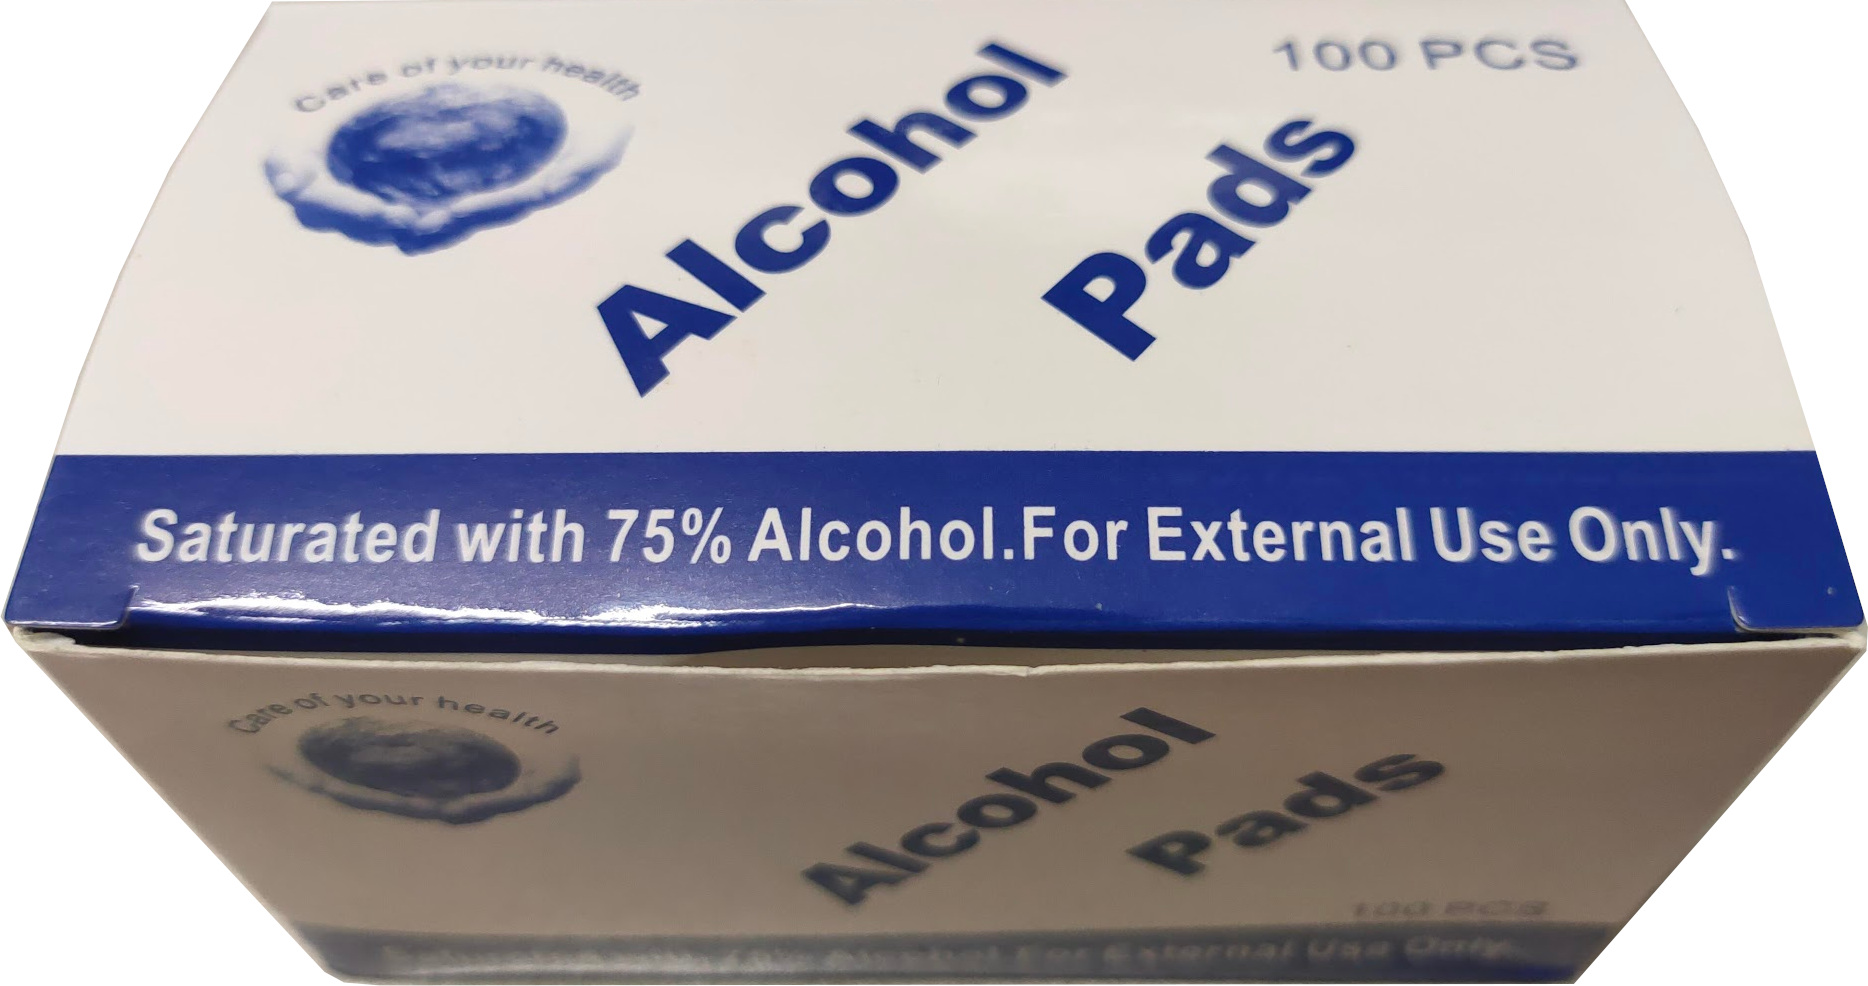 Care of your health
100 PCS
Alcohol
Pads
Saturated with 75% Alcohol.For External Use Only.
Care of your health
Alcohol
Pads
100 PCS
Alcohol.For External Use Only.